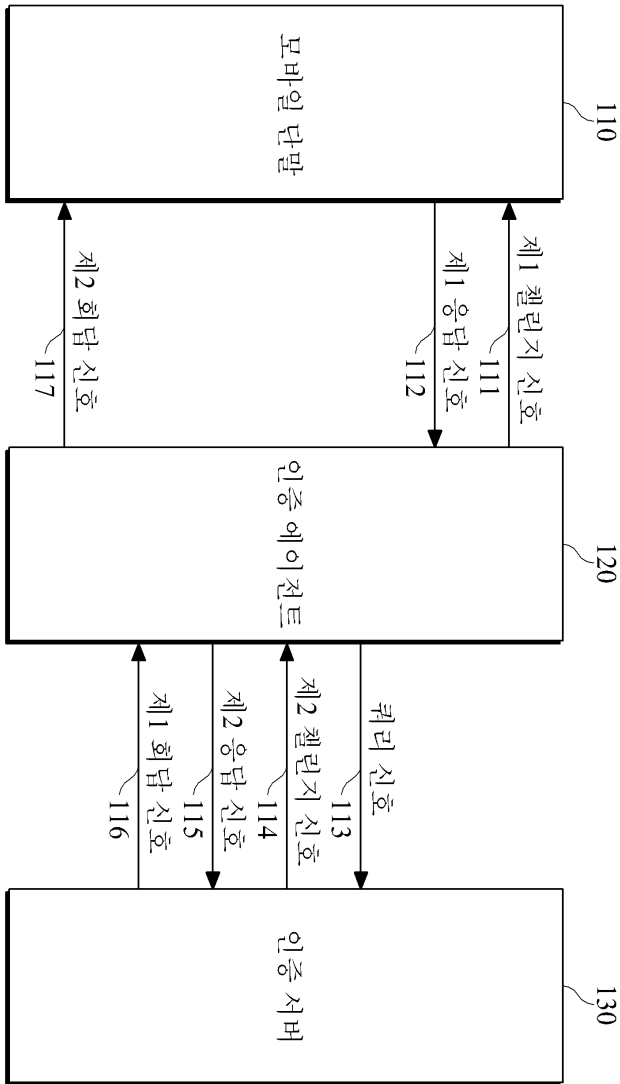 110
120
130
모바일 단말
인증 에이전트
인증 서버
제1 챌린지 신호
111
제1 응답 신호
112
쿼리 신호
113
제2 챌린지 신호
114
제2 응답 신호
115
제1 회답 신호
116
제2 회답 신호
117